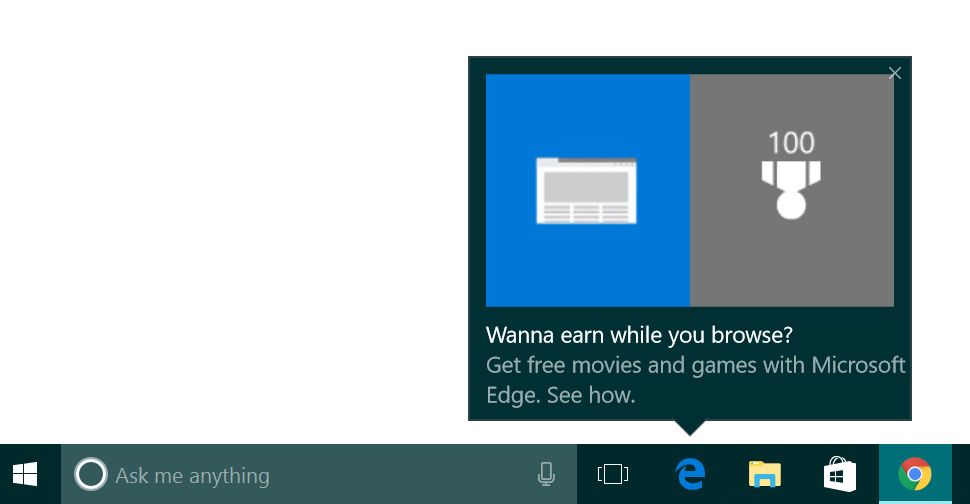 100
Wanna earn while you browse?
Get free movies and games with Microsoft
Edge. See how.
Ask me anything